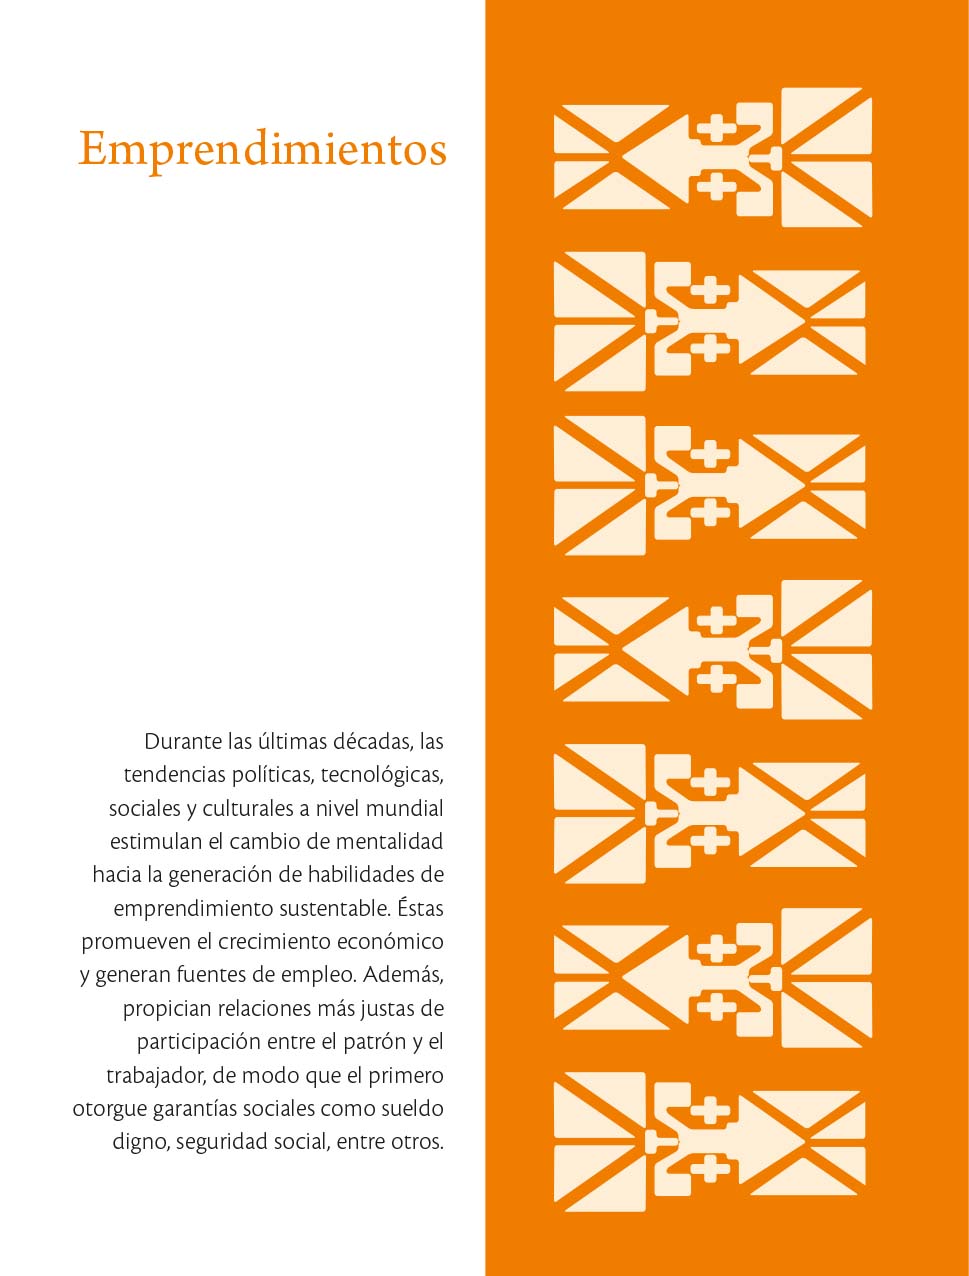 Emprendimientos
Durante las últimas décadas, las
tendencias políticas, tecnológicas,
sociales y culturales a nivel mundial
estimulan el cambio de mentalidad
hacia la generación de habilidades de
emprendimiento sustentable. Éstas
promueven el crecimiento económico
y generan fuentes de empleo. Además,
propician relaciones más justas de
participación entre el patrón y el
trabajador, de modo que el primero
otorgue garantías sociales como sueldo
digno, seguridad social, entre otros.